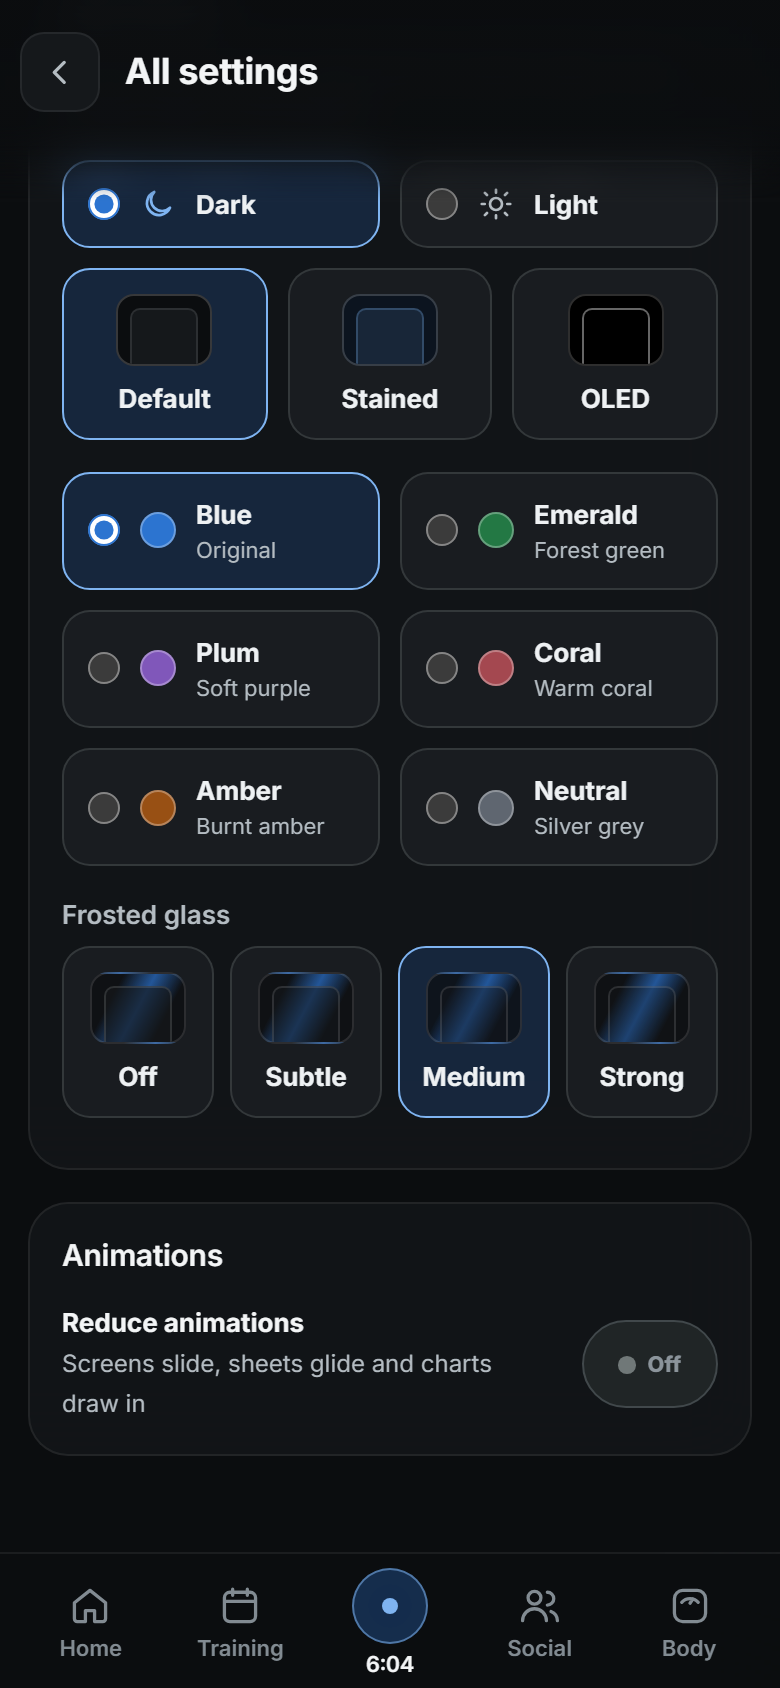 All settings
Dark
Light
Default
Stained
OLED
Blue
Original
Emerald
Forest green
Plum
Soft purple
Coral
Warm coral
Amber
Burnt amber
Neutral
Silver grey
Frosted glass
Off
Subtle
Medium
Strong
Animations
Reduce animations
Screens slide, sheets glide and charts
draw in
Off
Home
Training
6:04
Social
Body